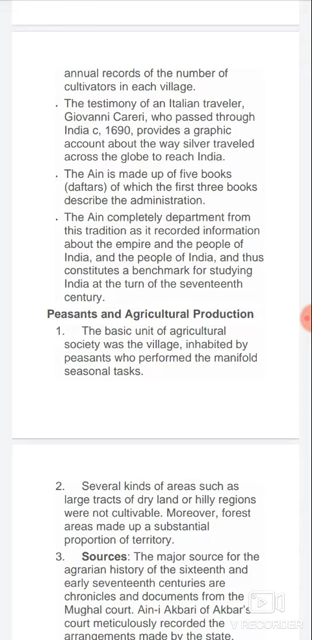 annual records of the number of
cultivators in each village.
. The testimony of an Italian traveler,
Giovanni Careri, who passed through
India c, 1690, provides a graphic
account about the way silver traveled
across the globe to reach India.
. The Ain is made up of five books
(daftars) of which the first three books
describe the administration.
. The Ain completely department from
this tradition as it recorded information
about the empire and the people of
India, and the people of India, and thus
constitutes a benchmark for studying
India at the turn of the seventeenth
century.
Peasants and Agricultural Production
1. The basic unit of agricultural
society was the village, inhabited by
peasants who performed the manifold
seasonal tasks.
2. Several kinds of areas such as
large tracts of dry land or hilly regions
were not cultivable. Moreover, forest
areas made up a substantial
proportion of territory.
3. Sources: The major source for the
agrarian history of the sixteenth and
early seventeenth centuries are
chronicles and documents from the
Mughal court. Ain-i Akbari of Akbar's
court meticulously recorded the
arrangements made by the state,
V RECORDER